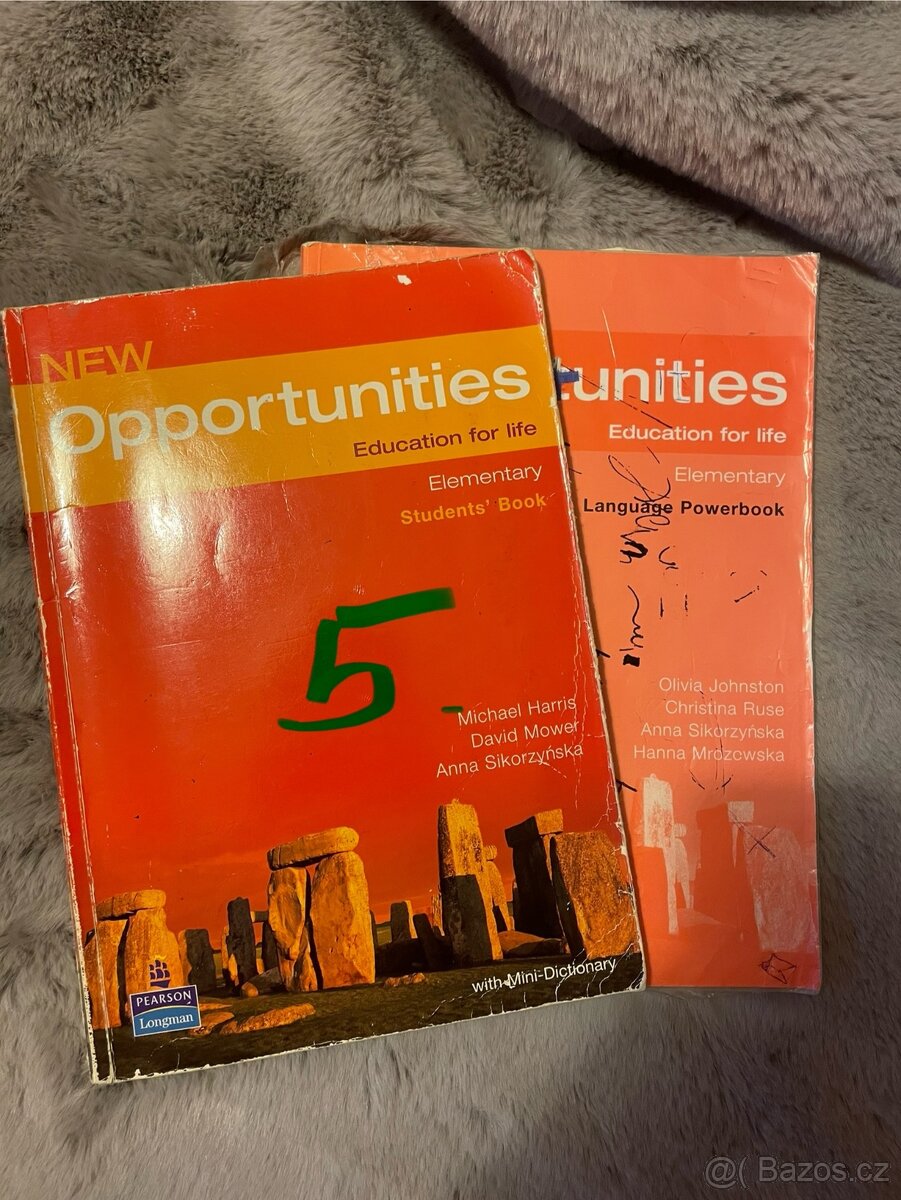 NEW
Opportunities
Education for life
Elementary
Students' Book
5
Michael Harris
David Mower
Anna Sikorzyńska
with Mini-Dictionary
PEARSON
Longman
tunities
Education for life
Elementary
Language Powerbook
Olivia Johnston
Christina Ruse
Anna Sikorzyńska
Hanna Mrozowska
@( Bazos.cz